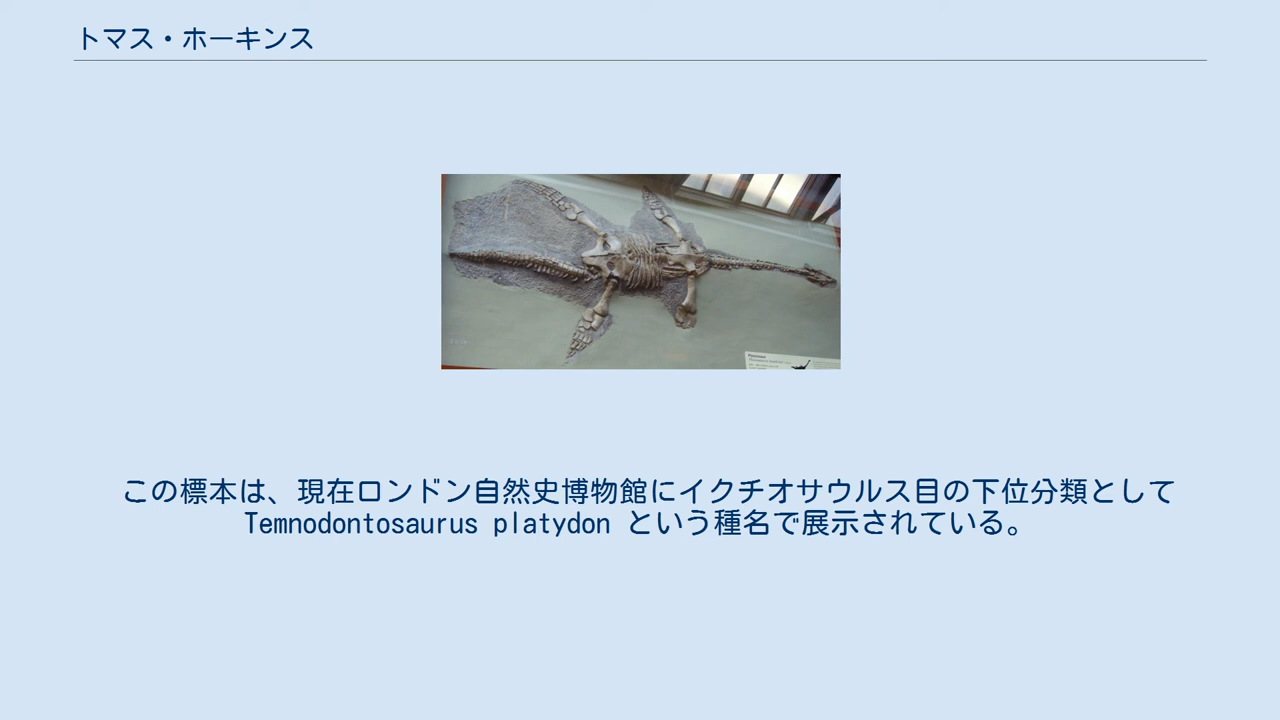 トマス・ホーキンス
この標本は、現在ロンドン自然史博物館にイクチオサウルス目の下位分類として
Temnodontosaurus platydon という種名で展示されている。